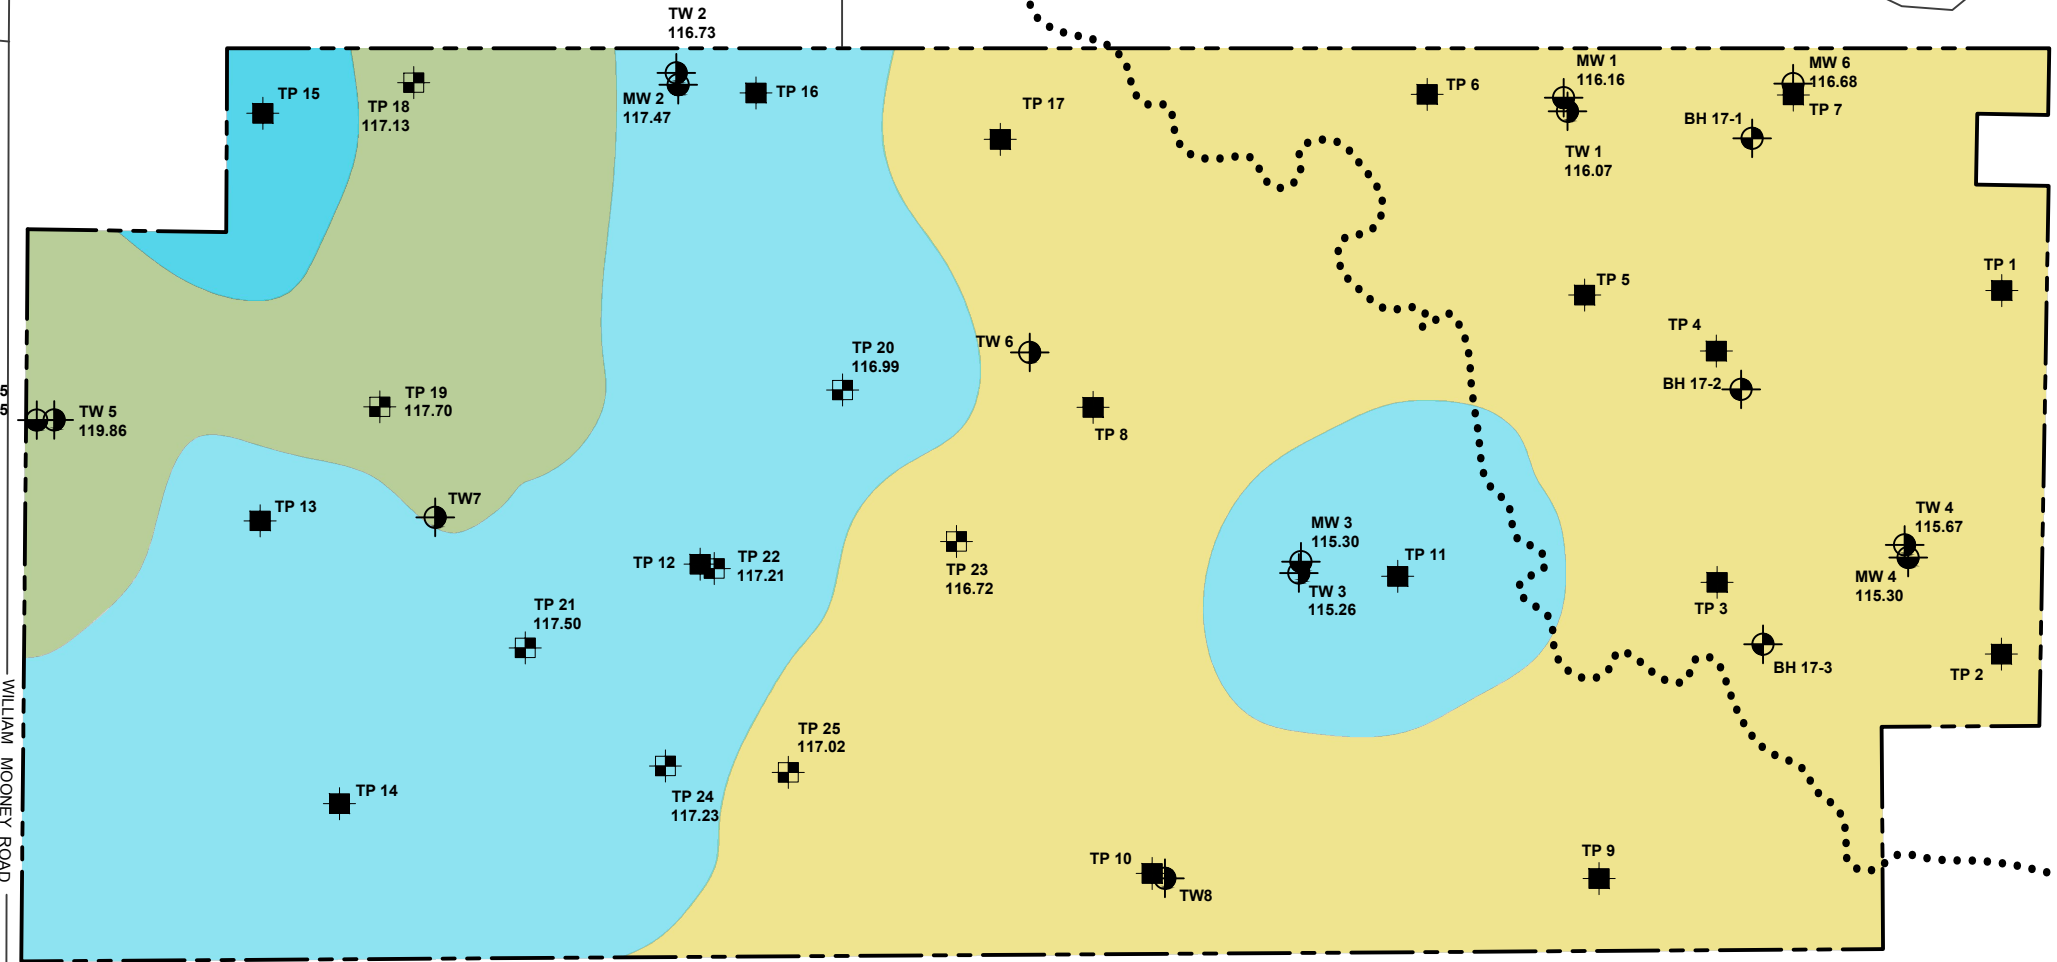 TW 2
116.73
MW 2
117.47
TP 16
TP 15
TP 18
117.13
TP 17
TP 6
MW 1
116.16
TW 1
116.07
MW 6
116.68
TP 7
BH 17-1
TP 1
TP 5
TP 4
BH 17-2
TW 6
TP 8
TP 20
116.99
TP 19
117.70
5
5
TW 5
119.86
TP 13
TW7
TP 12
TP 22
117.21
TP 23
116.72
MW 3
115.30
TW 3
115.26
TP 11
TW 4
115.67
MW 4
115.30
TP 3
BH 17-3
TP 2
TP 21
117.50
TP 25
117.02
TP 24
117.23
TP 14
TP 10
TW8
TP 9
WILLIAM MOONEY ROAD